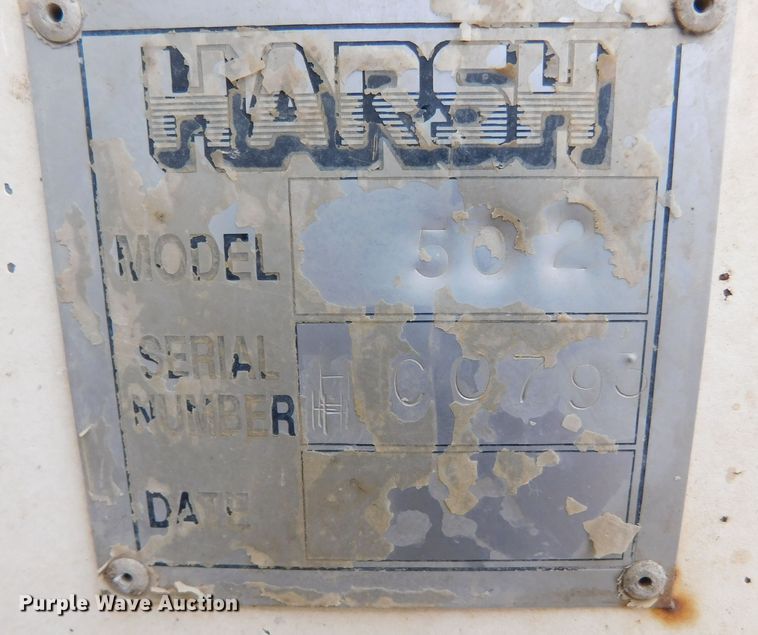 HARSH
MODEL 502
SERIAL
NUMBER
DATE
Purple Wave Auction